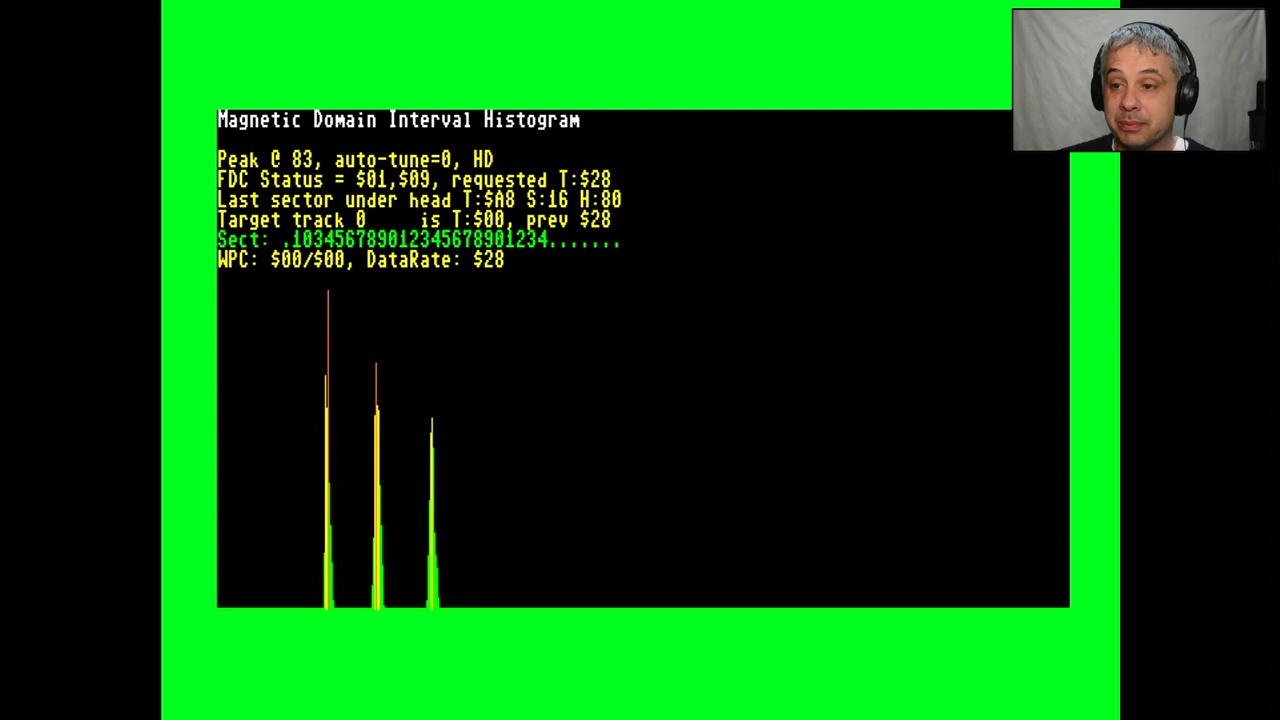 Magnetic Domain Interval Histogram
Peak @ 83, auto-tune=0, HD
FDC Status = $01,$09, requested T:$28
Last sector under head T:$A8 S:16 H:80
Target track 0 is T:$00, prev $28
Sect: .103456789012345678901234.......
WPC: $00/$00, DataRate: $28